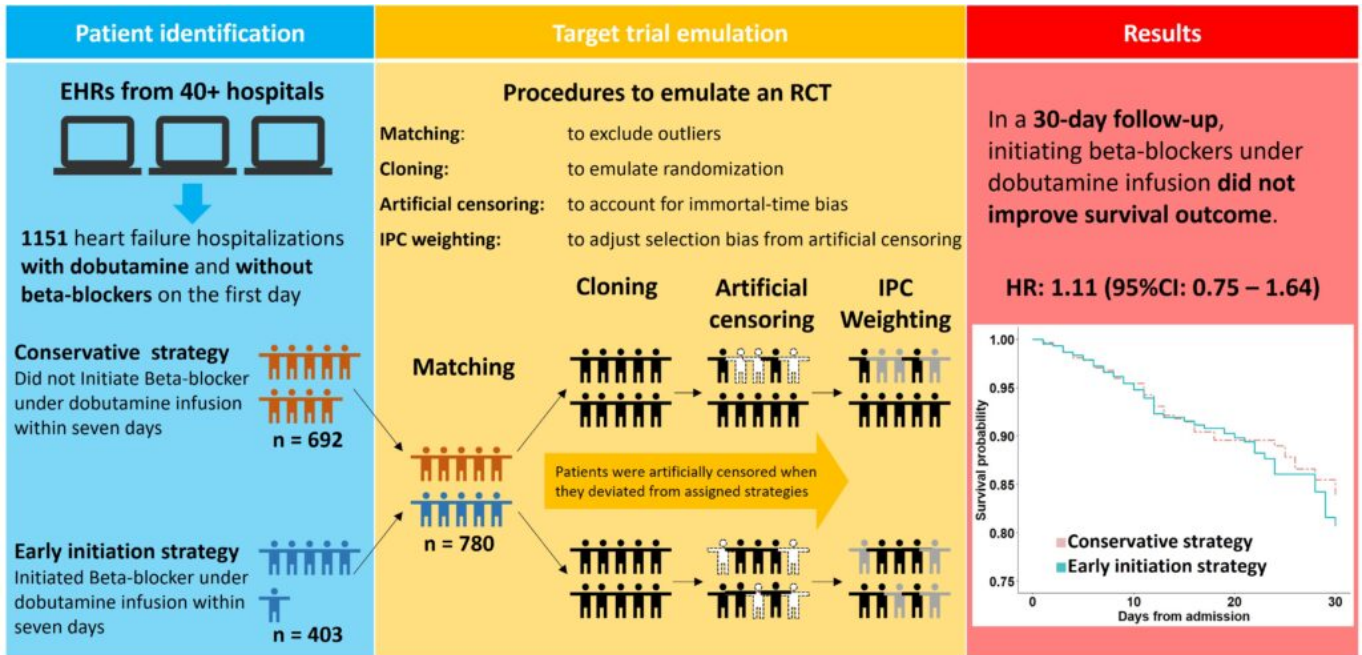 Patient identification
Target trial emulation
Results
EHRs from 40+ hospitals
1151 heart failure hospitalizations
with dobutamine and without
beta-blockers on the first day
Conservative strategy
Did not Initiate Beta-blocker
under dobutamine infusion
within seven days
n = 692
Early initiation strategy
Initiated Beta-blocker under
dobutamine infusion within
seven days
n = 403
Procedures to emulate an RCT
Matching: to exclude outliers
Cloning: to emulate randomization
Artificial censoring: to account for immortal-time bias
IPC weighting: to adjust selection bias from artificial censoring
Matching
n = 780
Cloning
Artificial
censoring
IPC
Weighting
Patients were artificially censored when
they deviated from assigned strategies
In a 30-day follow-up,
initiating beta-blockers under
dobutamine infusion did not
improve survival outcome.
HR: 1.11 (95%CI: 0.75 – 1.64)
Survival probability
1.00
0.95
0.90
0.85
0.80
0.75
Conservative strategy
Early initiation strategy
0 10 20 30
Days from admission